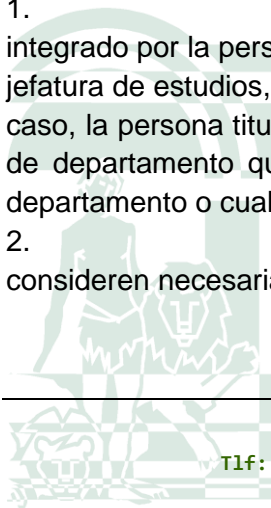 1.
integrado por la pers
jefatura de estudios,
caso, la persona titu
de departamento qu
departamento o cual
2.
consideren necesaria
Tlf: